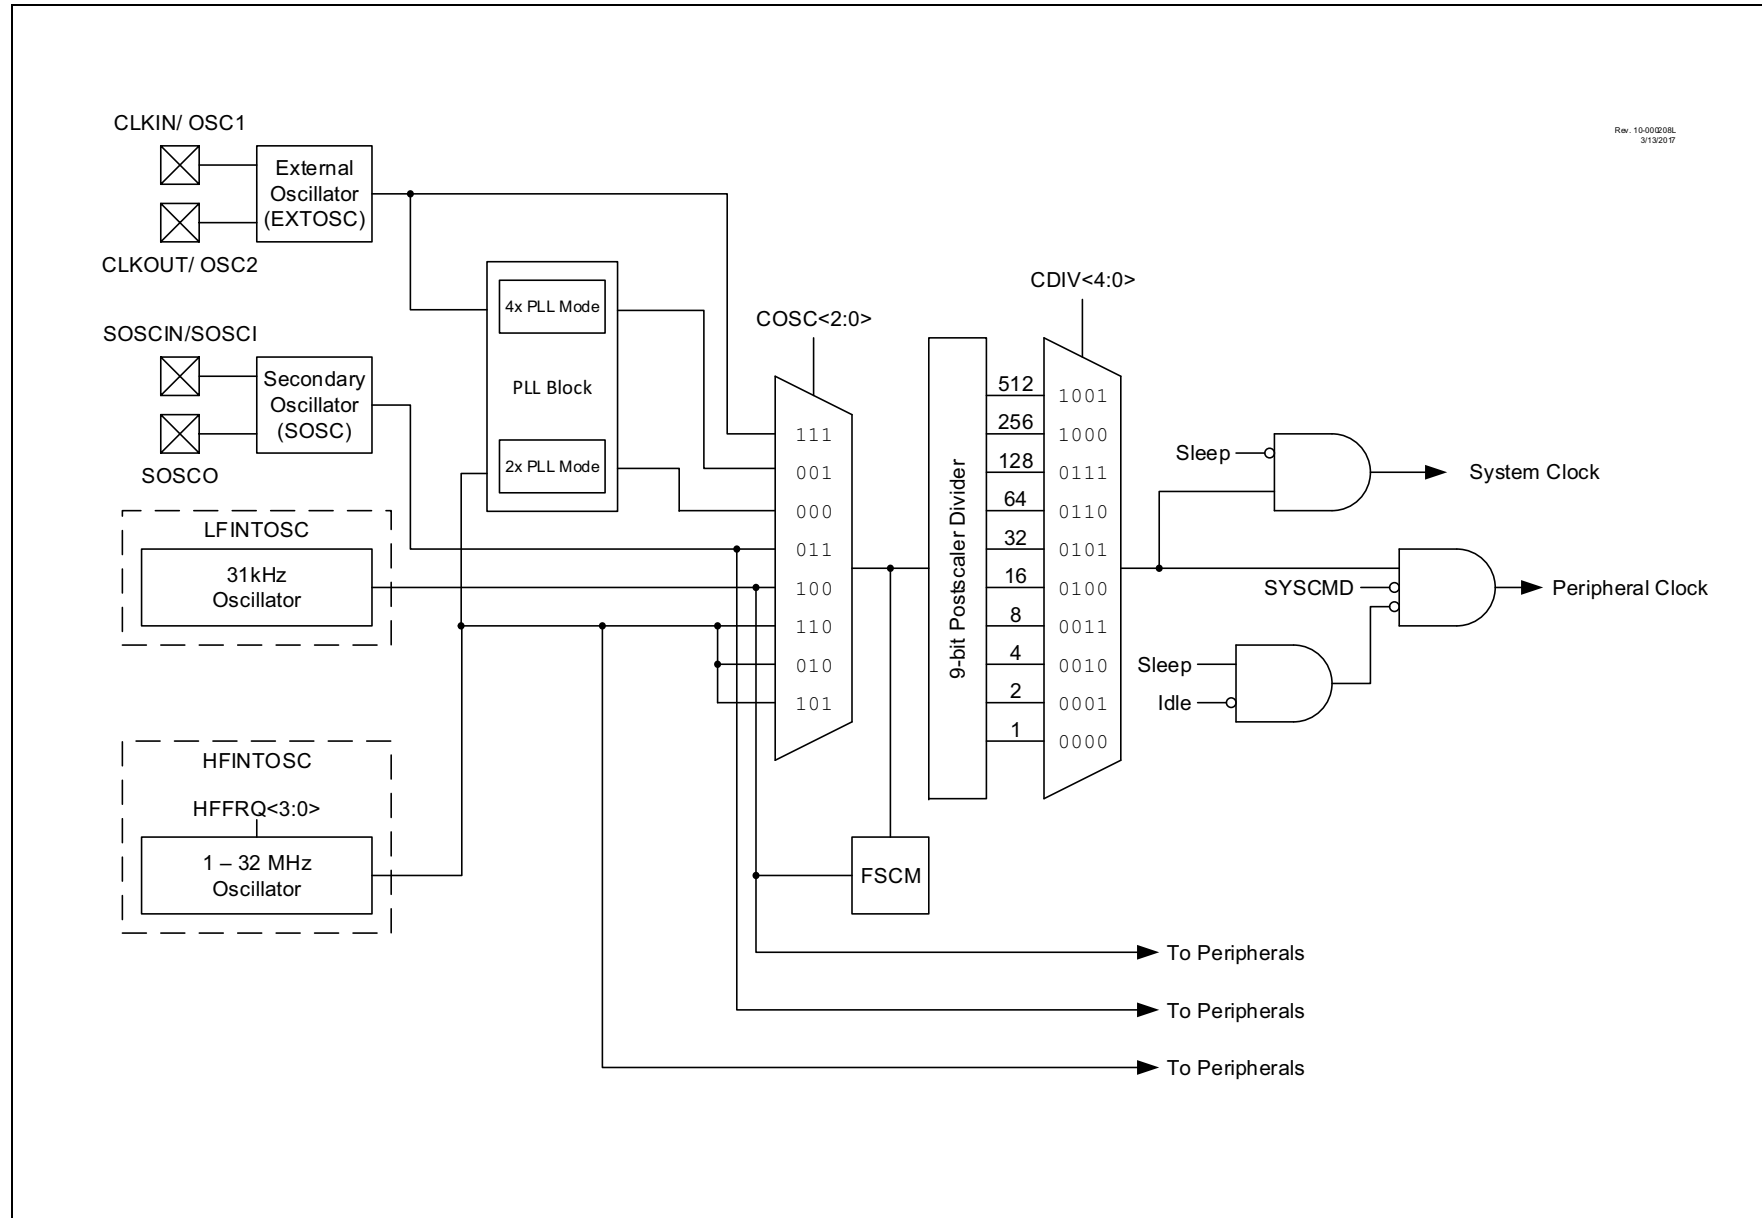 Rev. 10-000208L
3/13/2017
CLKIN/ OSC1
External
Oscillator
(EXTOSC)
CLKOUT/ OSC2
SOSCIN/SOSCI
Secondary
Oscillator
(SOSC)
SOSCO
LFINTOSC
31kHz
Oscillator
HFINTOSC
HFFRQ<3:0>
1 – 32 MHz
Oscillator
4x PLL Mode
PLL Block
2x PLL Mode
COSC<2:0>
111
001
000
011
100
110
010
101
FSCM
9-bit Postscaler Divider
CDIV<4:0>
512
1001
256
1000
128
0111
64
0110
32
0101
16
0100
8
0011
4
0010
2
0001
1
0000
Sleep
System Clock
SYSCMD
Peripheral Clock
Sleep
Idle
To Peripherals
To Peripherals
To Peripherals